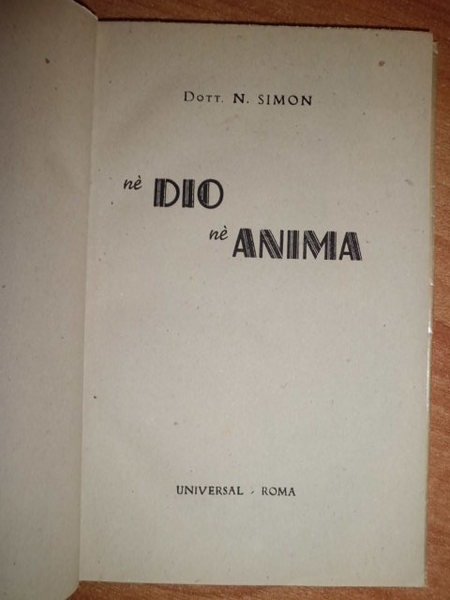 Dott. N. SIMON
nè DIO
nè ANIMA
UNIVERSAL - ROMA